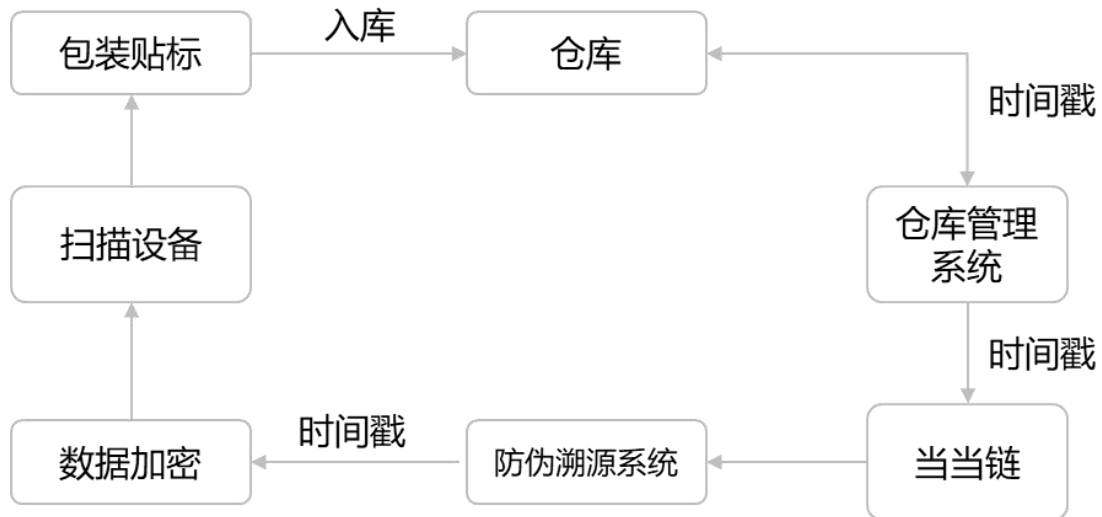 包装贴标
入库
仓库
时间戳
扫描设备
仓库管理
系统
时间戳
数据加密
时间戳
防伪溯源系统
当当链